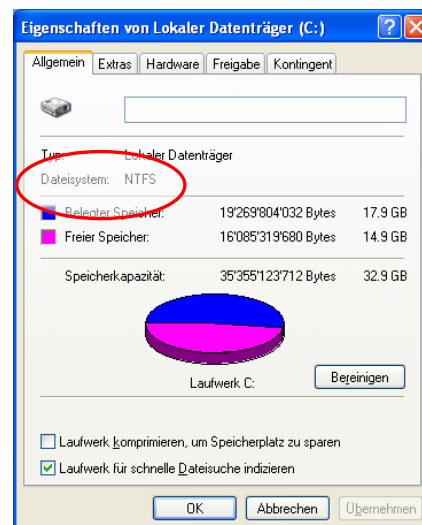 Eigenschaften von Lokaler Datenträger (C:)
Allgemein Extras Hardware Freigabe Kontingent
Typ: Lokaler Datenträger
Dateisystem: NTFS
Belegter Speicher: 19'269'804'032 Bytes 17.9 GB
Freier Speicher: 16'085'319'680 Bytes 14.9 GB
Speicherkapazität: 35'355'123'712 Bytes 32.9 GB
Laufwerk C:
Bereinigen
Laufwerk komprimieren, um Speicherplatz zu sparen
Laufwerk für schnelle Dateisuche indizieren
OK Abbrechen Übernehmen